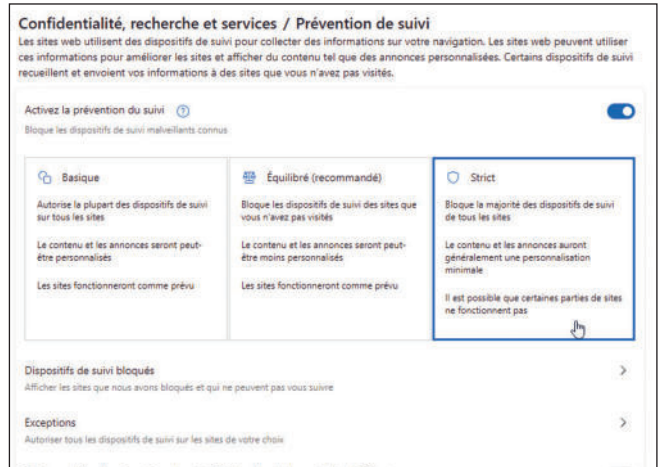 Confidentialité, recherche et services / Prévention de suivi
Les sites web utilisent des dispositifs de suivi pour collecter des informations sur votre navigation. Les sites web peuvent utiliser
ces informations pour améliorer les sites et afficher du contenu tel que des annonces personnalisées. Certains dispositifs de suivi
recueillent et envoient vos informations à des sites que vous n'avez pas visités.
Activez la prévention du suivi
Bloque les dispositifs de suivi malveillants connus
Basique
Autorise la plupart des dispositifs de suivi
sur tous les sites
Le contenu et les annonces seront peut-
être personnalisés
Les sites fonctionneront comme prévu
Équilibré (recommandé)
Bloque les dispositifs de suivi des sites que
vous n'avez pas visités
Le contenu et les annonces seront peut-
être moins personnalisés
Les sites fonctionneront comme prévu
Strict
Bloque la majorité des dispositifs de suivi
de tous les sites
Le contenu et les annonces auront
généralement une personnalisation
minimale
Il est possible que certaines parties de sites
ne fonctionnent pas
Dispositifs de suivi bloqués
Afficher les sites que nous avons bloqués et qui ne peuvent pas vous suivre
Exceptions
Autoriser tous les dispositifs de suivi sur les sites de votre choix